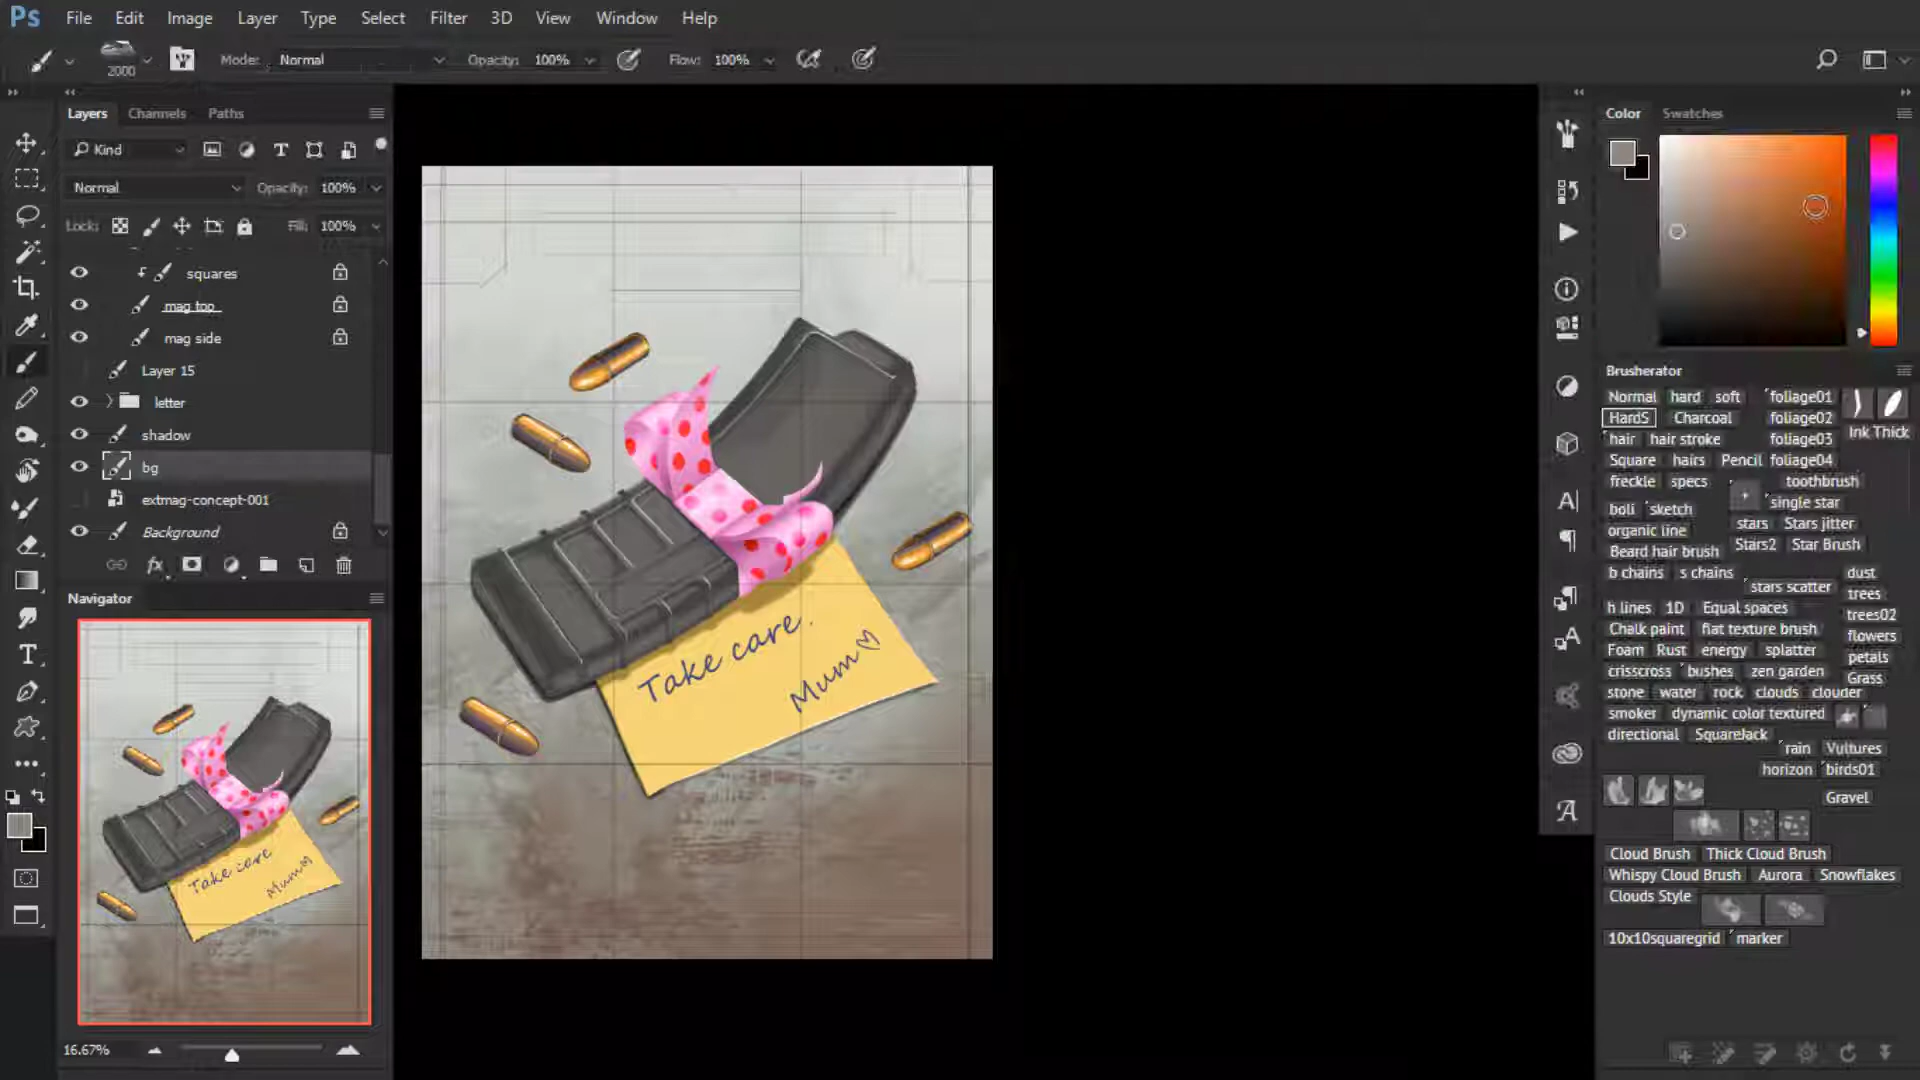 Ps File Edit Image Layer Type Select Filter 3D View Window Help
2000 Mode: Normal Opacity: 100% Flow: 100%
Layers Channels Paths
Kind
Normal Opacity: 100%
Lock: Fill: 100%
squares
mag top
mag side
Layer 15
letter
shadow
bg
extmag-concept-001
Background
fx
Navigator
Take care.
Mum
16.67%
Take care.
Mum
Color Swatches
Brusherator
Normal hard soft foliage01
HardS Charcoal foliage02
Ink Thick
hair hair stroke foliage03
Square hairs Pencil foliage04
freckle specs toothbrush
single star
boli sketch
stars Stars jitter
organic line
Stars2 Star Brush
Beard hair brush
b chains s chains dust
stars scatter
trees
h lines 1D Equal spaces
trees02
Chalk paint flat texture brush
flowers
Foam Rust energy splatter
petals
crisscross bushes zen garden
Grass
stone water rock clouds clouder
smoker dynamic color textured
directional SquareJack
rain Vultures
horizon birds01
Gravel
Cloud Brush Thick Cloud Brush
Whispy Cloud Brush Aurora Snowflakes
Clouds Style
10x10squaregrid marker